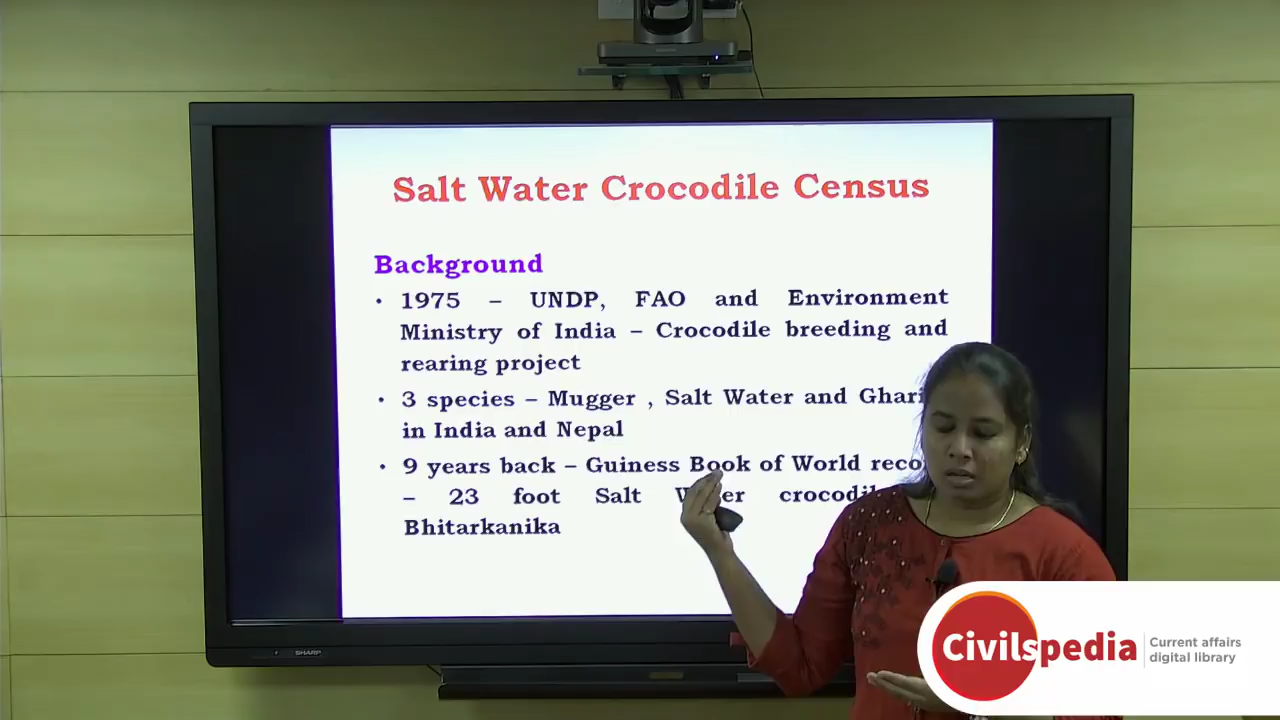 Salt Water Crocodile Census
Background
• 1975 – UNDP, FAO and Environment
Ministry of India – Crocodile breeding and
rearing project
• 3 species – Mugger , Salt Water and
in India and Nepal
• 9 years back – Guiness Book of World
– 23 foot Salt
Bhitarkanika
SHARP
Civilspedia
Current affairs
digital library